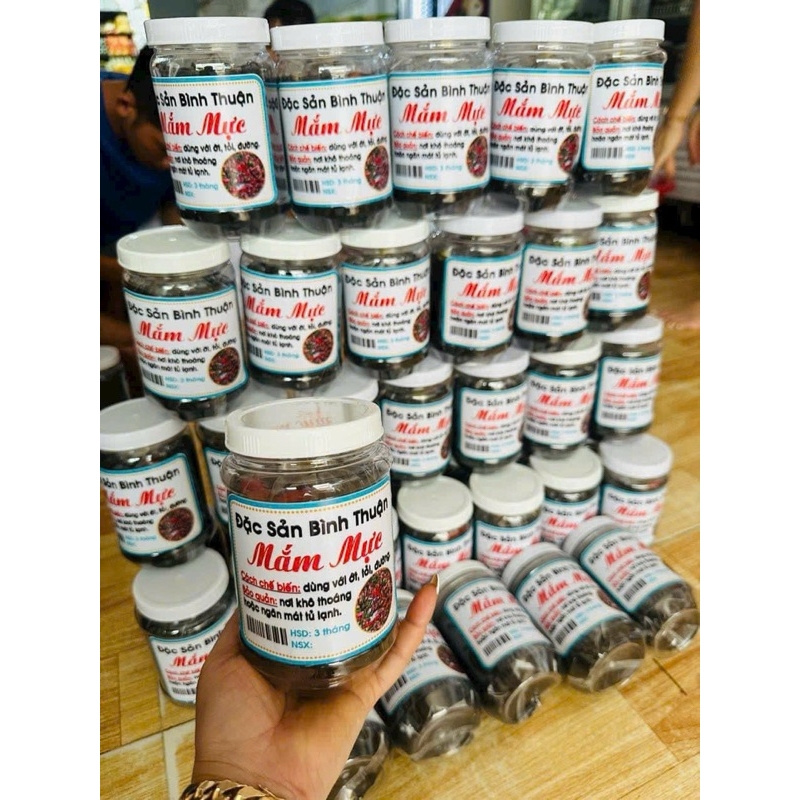 Đặc Sản Bình Thuận
Mắm Mực
Cách chế biến: dùng với ớt, tỏi, đường.
Bảo quản: nơi khô thoáng
hoặc ngăn mát tủ lạnh.
HSD: 3 tháng
NSX: